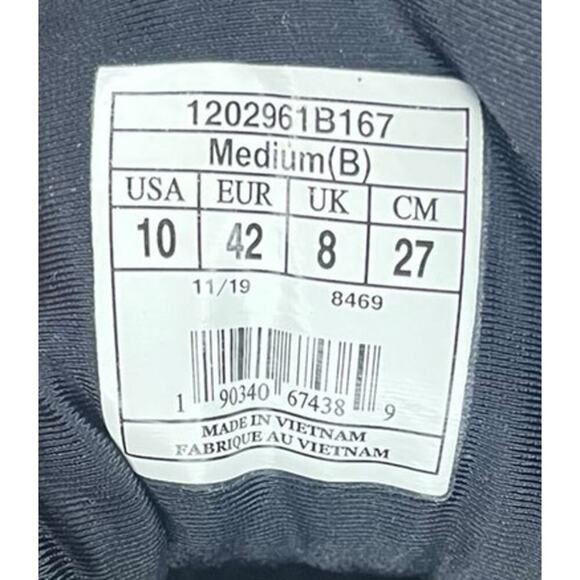 1202961B167
Medium(B)
USA EUR UK CM
10 42 8 27
11/19 8469
1 90340 67438 9
MADE IN VIETNAM
FABRIQUE AU VIETNAM